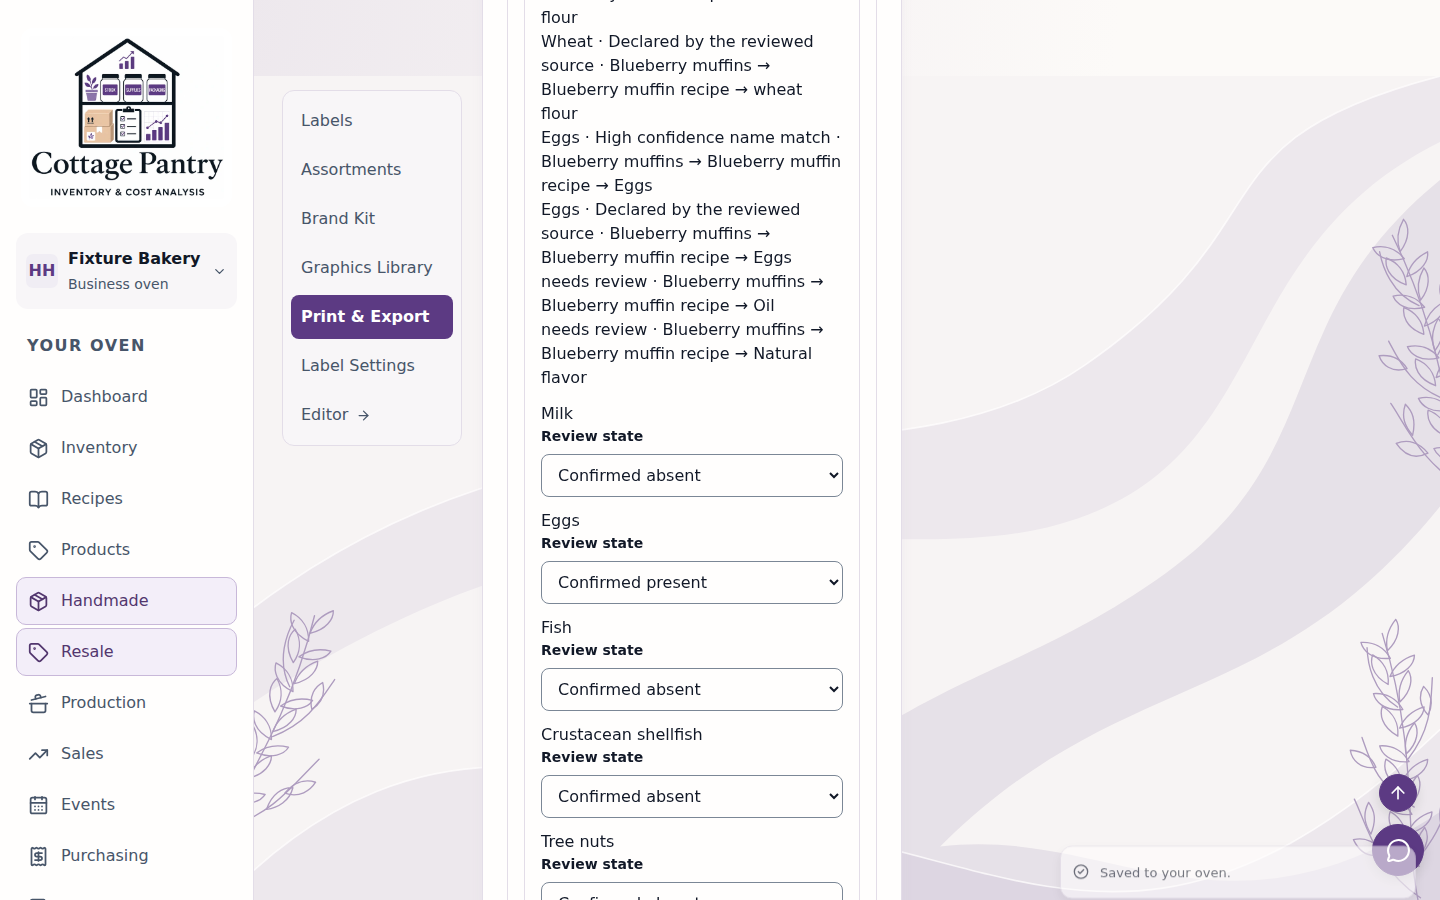 STOCK
SUPPLIES
PACKAGING
Cottage Pantry
INVENTORY & COST ANALYSIS
HH
Fixture Bakery
Business oven
YOUR OVEN
Dashboard
Inventory
Recipes
Products
Handmade
Resale
Production
Sales
Events
Purchasing
Labels
Assortments
Brand Kit
Graphics Library
Print & Export
Label Settings
Editor →
flour
Wheat · Declared by the reviewed
source · Blueberry muffins →
Blueberry muffin recipe → wheat
flour
Eggs · High confidence name match ·
Blueberry muffins → Blueberry muffin
recipe → Eggs
Eggs · Declared by the reviewed
source · Blueberry muffins →
Blueberry muffin recipe → Eggs
needs review · Blueberry muffins →
Blueberry muffin recipe → Oil
needs review · Blueberry muffins →
Blueberry muffin recipe → Natural
flavor
Milk
Review state
Confirmed absent
Eggs
Review state
Confirmed present
Fish
Review state
Confirmed absent
Crustacean shellfish
Review state
Confirmed absent
Tree nuts
Review state
Saved to your oven.